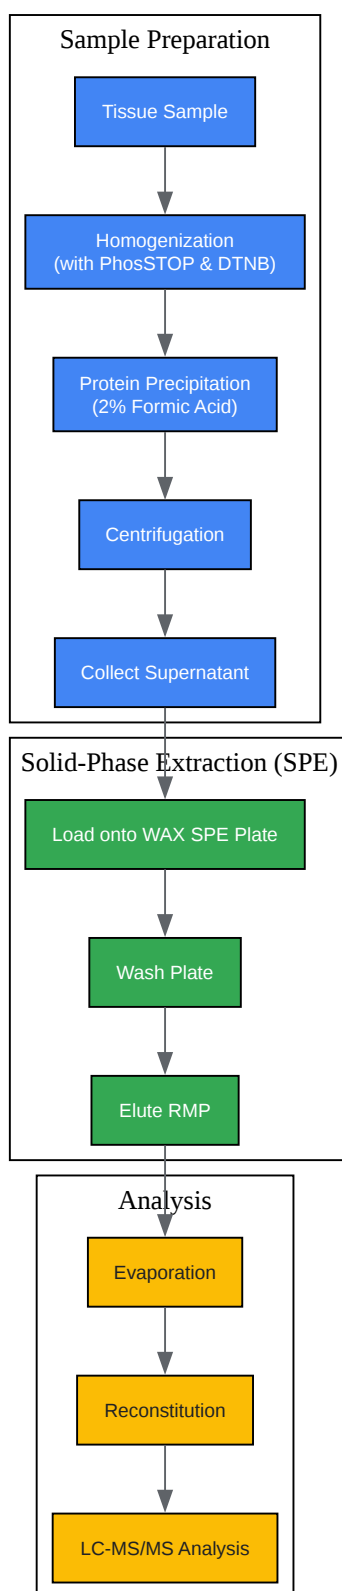 Sample Preparation
Tissue Sample
Homogenization
(with PhosSTOP & DTNB)
Protein Precipitation
(2% Formic Acid)
Centrifugation
Collect Supernatant
Solid-Phase Extraction (SPE)
Load onto WAX SPE Plate
Wash Plate
Elute RMP
Analysis
Evaporation
Reconstitution
LC-MS/MS Analysis